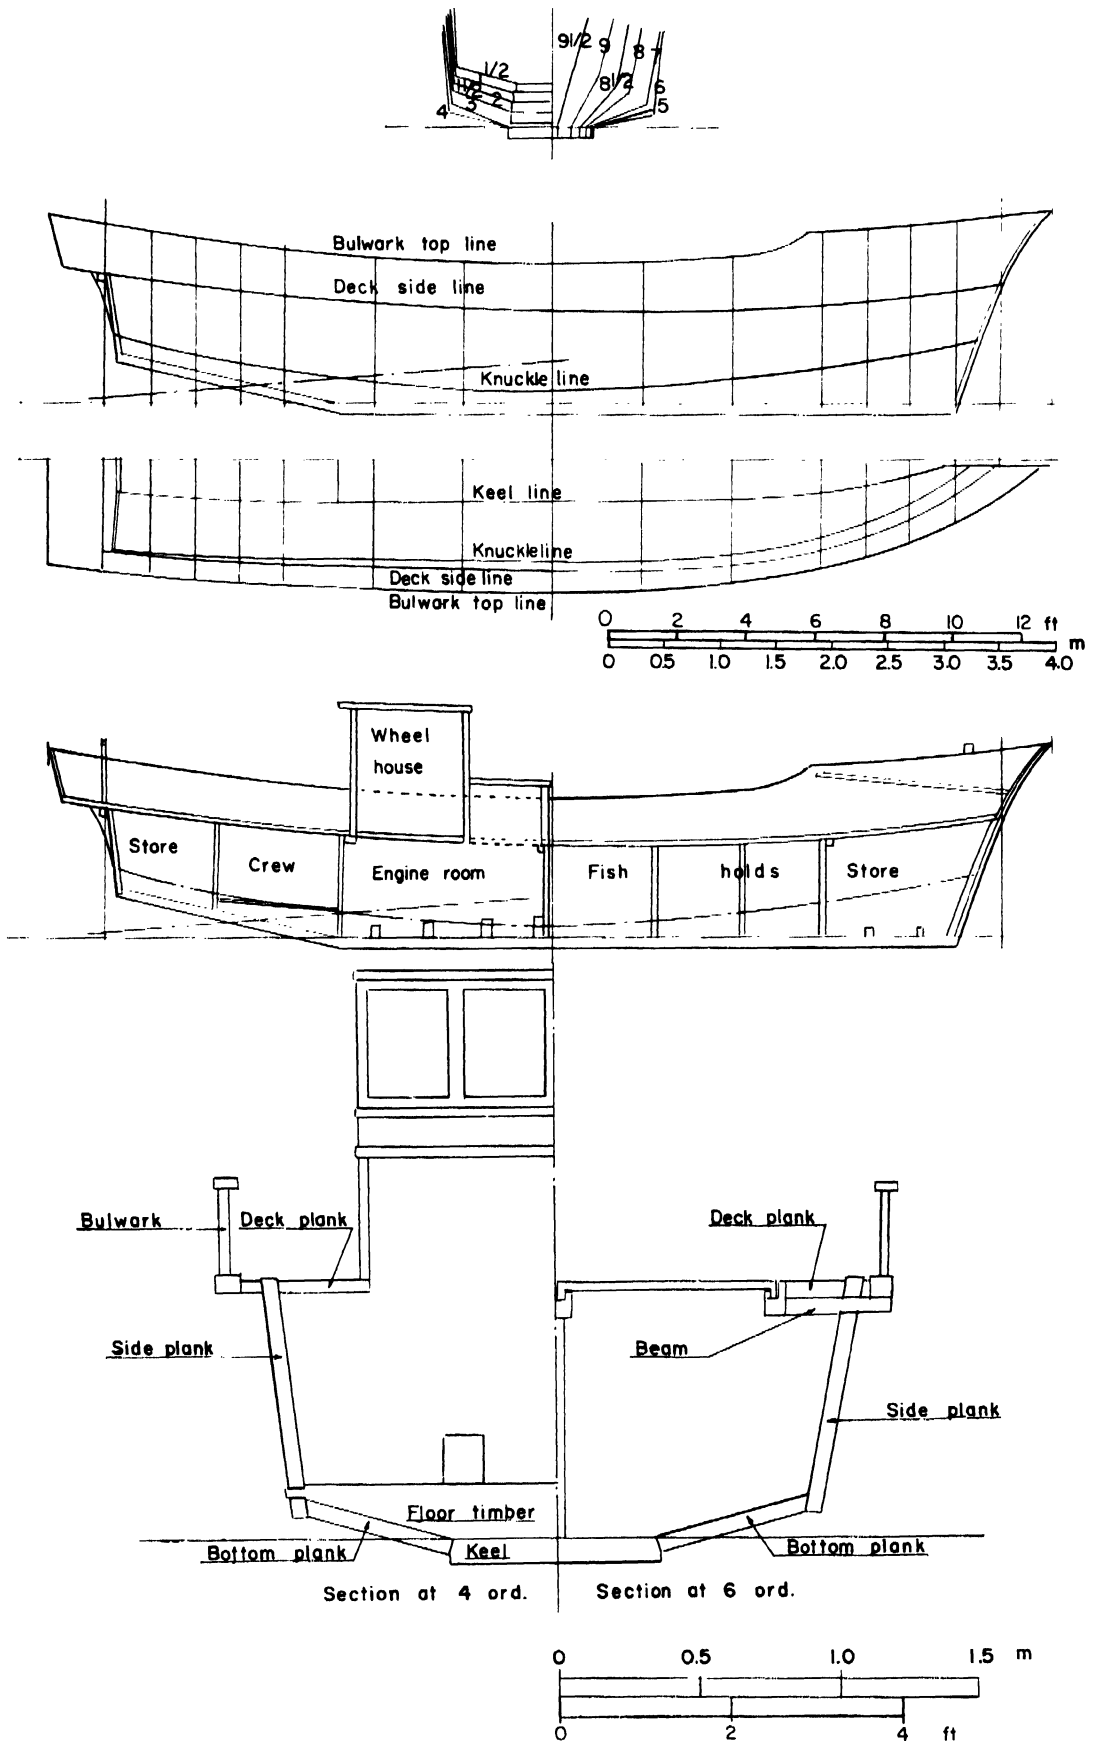 9 1/2
9
8
7
1/2
8 1/2
6
1/2
2
3
5
4
Bulwark top line
Deck side line
Knuckle line
Keel line
Knuckleline
Deck side line
Bulwark top line
0 2 4 6 8 10 12 ft
m
0 0.5 1.0 1.5 2.0 2.5 3.0 3.5 4.0
Wheel
house
Store
Crew
Engine room
Fish
holds
Store
Bulwark
Deck plank
Deck plank
Side plank
Beam
Side plank
Floor timber
Bottom plank
Keel
Bottom plank
Section at 4 ord.
Section at 6 ord.
0 0.5 1.0 1.5 m
0 2 4 ft